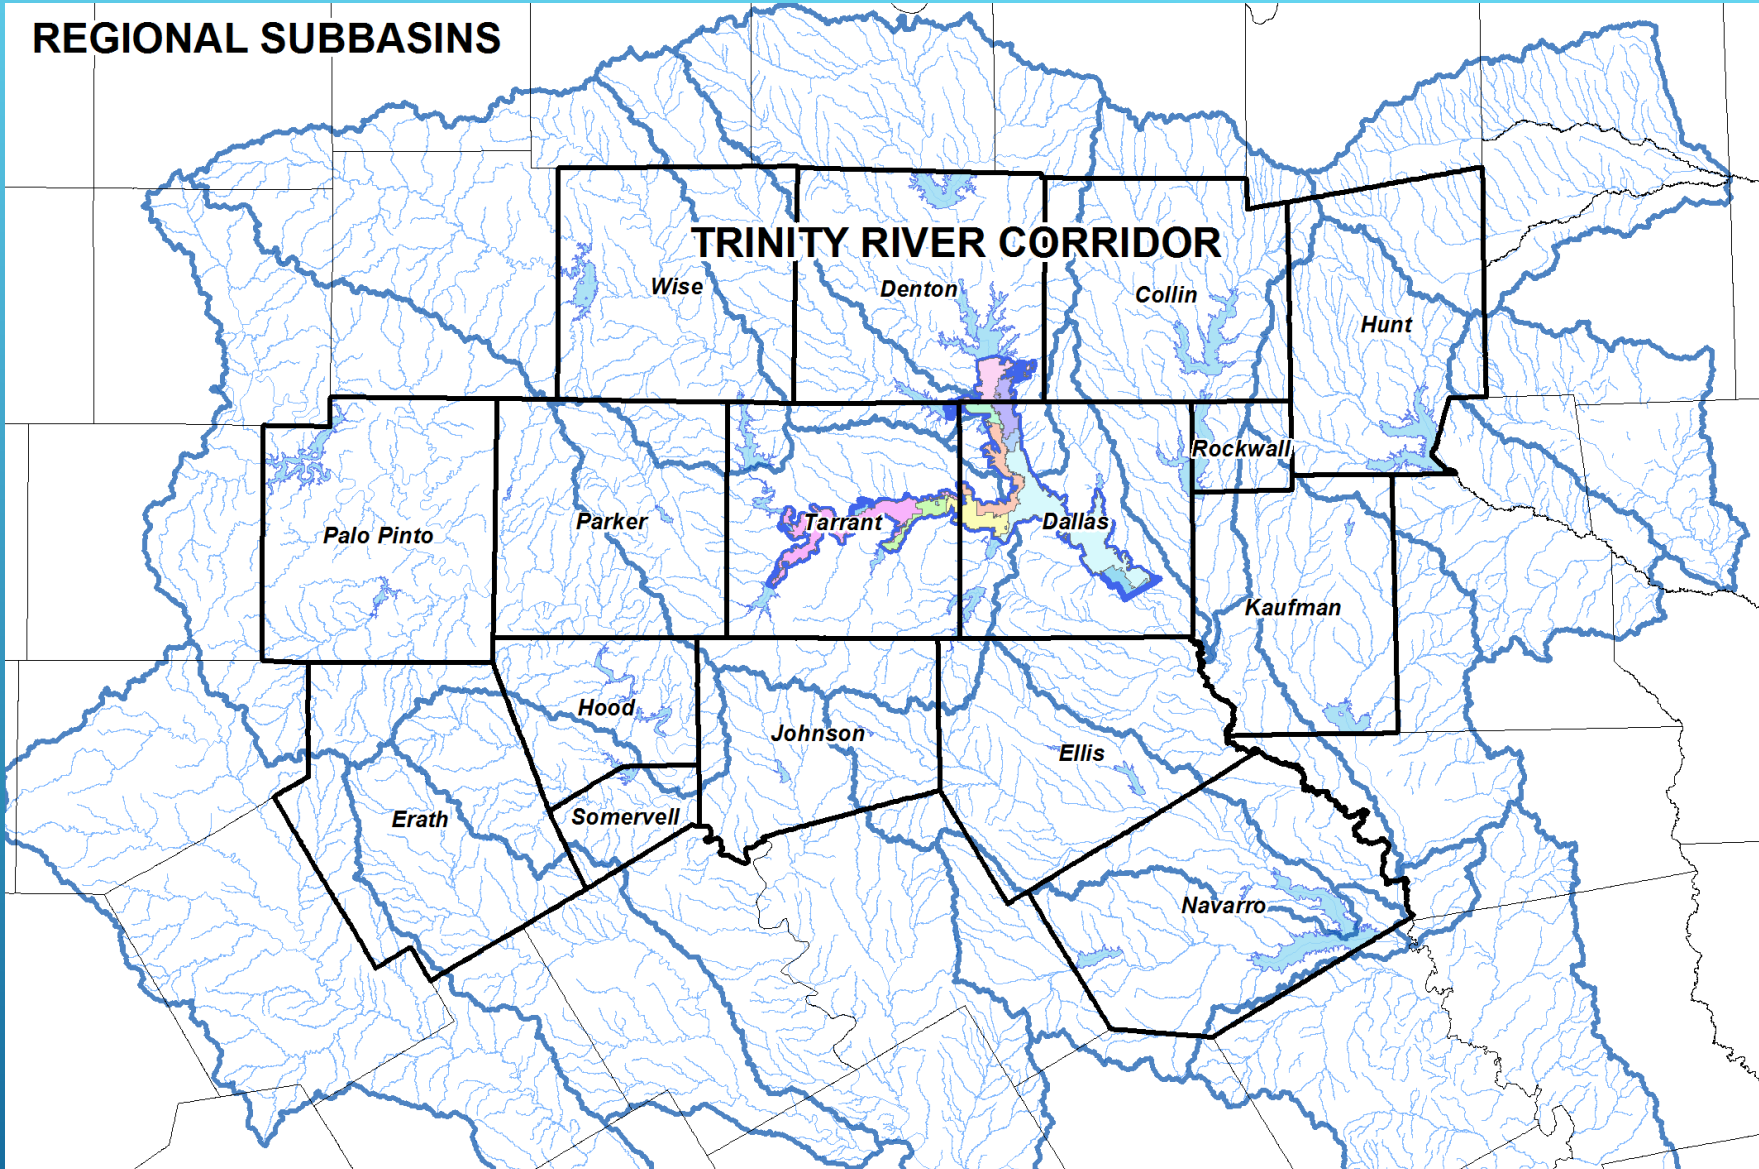 REGIONAL SUBBASINS
TRINITY RIVER CORRIDOR
Wise
Denton
Collin
Hunt
Rockwall
Palo Pinto
Parker
Tarrant
Dallas
Kaufman
Hood
Johnson
Ellis
Erath
Somervell
Navarro